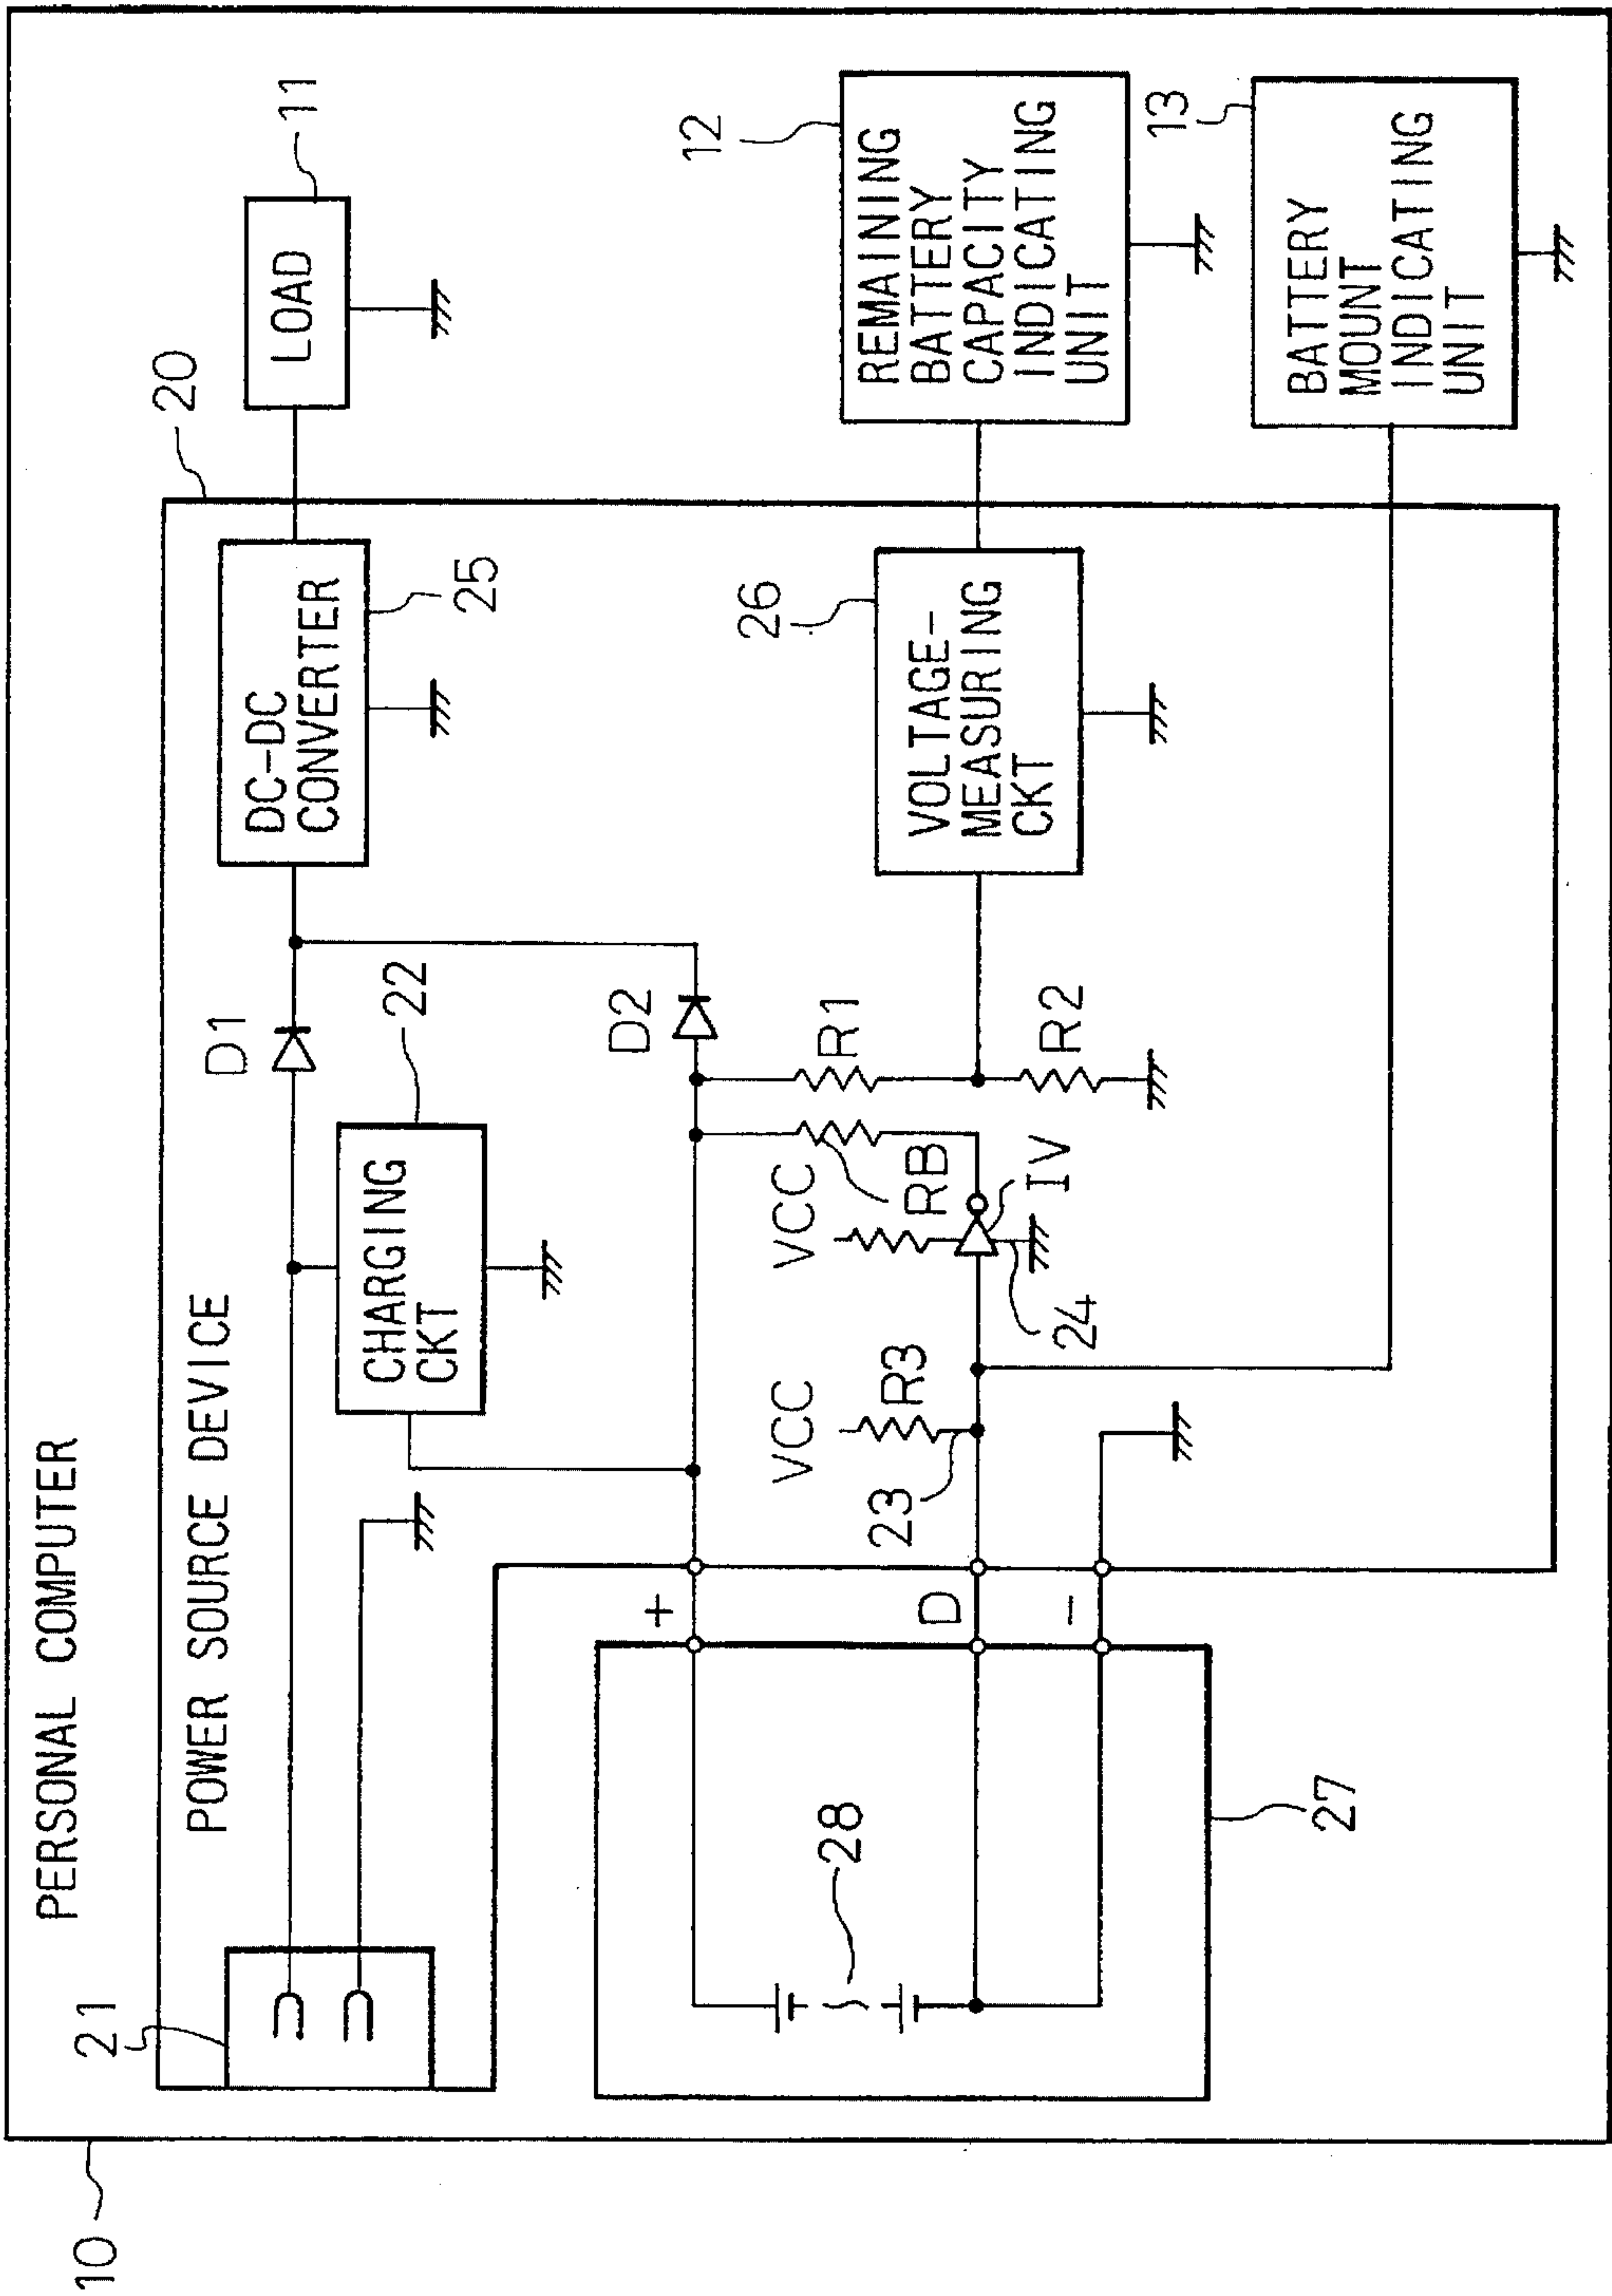 10
PERSONAL COMPUTER
21
POWER SOURCE DEVICE
20
D1
DC-DC
CONVERTER
25
LOAD
11
CHARGING
CKT
22
D2
+
D
-
28
27
VCC
R3
23
VCC
RB
IV
24
R1
R2
26
VOLTAGE-
MEASURING
CKT
12
REMAINING
BATTERY
CAPACITY
INDICATING
UNIT
13
BATTERY
MOUNT
INDICATING
UNIT